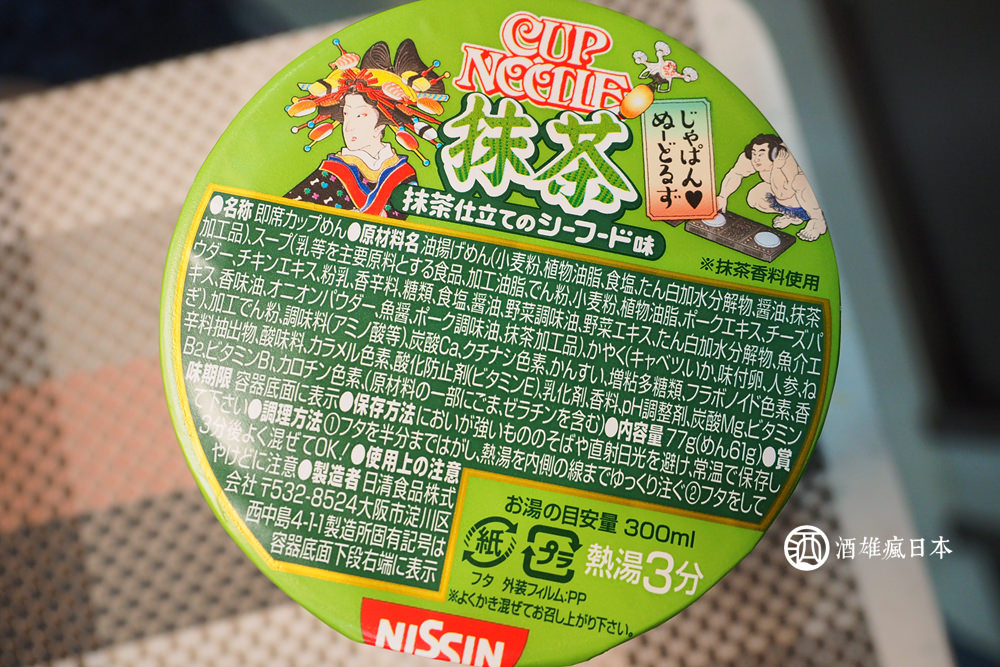 CUP
NOODLE
抹茶
じゃぱん♥
ぬーどるず
抹茶仕立てのシーフード味
※抹茶香料使用
●名称 即席カップめん●原材料名 油揚げめん(小麦粉、植物油脂、食塩、たん白加水分解物、醤油、抹茶
加工品)、スープ(乳等を主要原料とする食品、加工油脂、でん粉、小麦粉、植物油脂、ポークエキス、チーズパ
ウダー、チキンエキス、粉乳、香辛料、糖類、食塩、醤油、野菜調味油、野菜エキス、たん白加水分解物、魚介エ
キス、香味油、オニオンパウダー、魚醤、ポーク調味油、抹茶加工品)、かやく(キャベツ、いか、味付卵、人参、ね
ぎ)、加工でん粉、調味料(アミノ酸等)、炭酸Ca、クチナシ色素、かんすい、増粘多糖類、フラボノイド色素、香
辛料抽出物、酸味料、カラメル色素、酸化防止剤(ビタミンE)、乳化剤、香料、pH調整剤、炭酸Mg、ビタミン
B2、ビタミンB1、カロチン色素、(原材料の一部にごま、ゼラチンを含む)●内容量 77g(めん61g)●賞
味期限 容器底面に表示●保存方法 においが強いもののそばや直射日光を避け、常温で保存し
て下さい●調理方法 ①フタを半分まではがし、熱湯を内側の線までゆっくり注ぐ②フタをして
3分後よく混ぜてOK!●使用上の注意
やけどに注意●製造者 日清食品株式
会社 〒532-8524大阪市淀川区
西中島4-1-1製造所固有記号は
容器底面下段右端に表示
お湯の目安量 300ml
紙
プラ
熱湯3分
フタ 外装フィルム:PP
※よくかき混ぜてお召し上がり下さい。
NISSIN
酒雄瘋日本